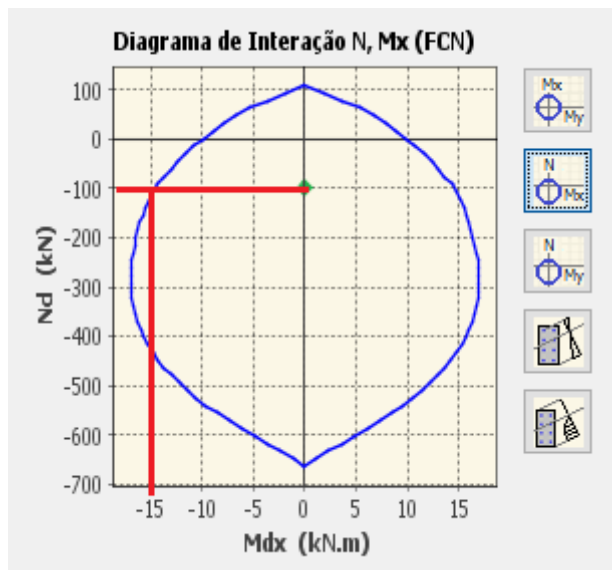 Diagrama de Interação N, Mx (FCN)
100
0
-100
-200
-300
-400
-500
-600
-700
Nd (kN)
-15 -10 -5 0 5 10 15
Mdx (kN.m)
Mx
My
N
Mx
N
My